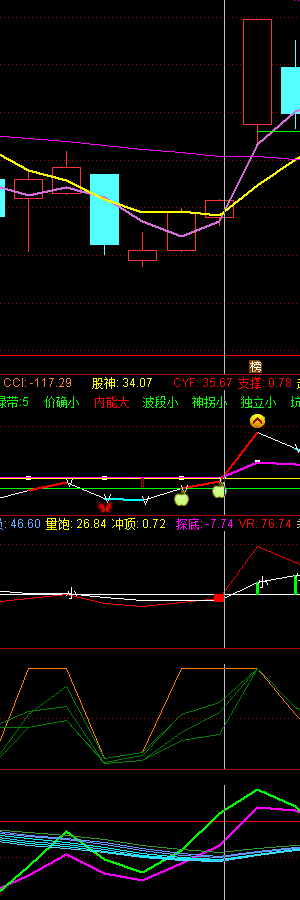 榜
CCI: -117.29 股神: 34.07 CYF: 35.67 支撑: 0.78
绿带:5 价确小 内能大 波段小 神拐小 独立小 坑
46.60 量饱: 26.84 冲顶: 0.72 探底: -7.74 VR: 76.74